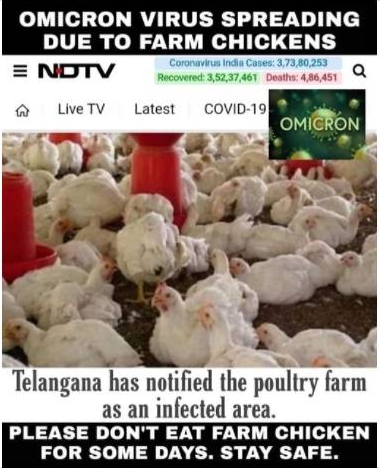 OMICRON VIRUS SPREADING
DUE TO FARM CHICKENS
NDTV
Coronavirus India Cases: 3,73,80,253
Recovered: 3,52,37,461 Deaths: 4,86,451
Live TV Latest COVID-19
OMICRON
Telangana has notified the poultry farm
as an infected area.
PLEASE DON'T EAT FARM CHICKEN
FOR SOME DAYS. STAY SAFE.